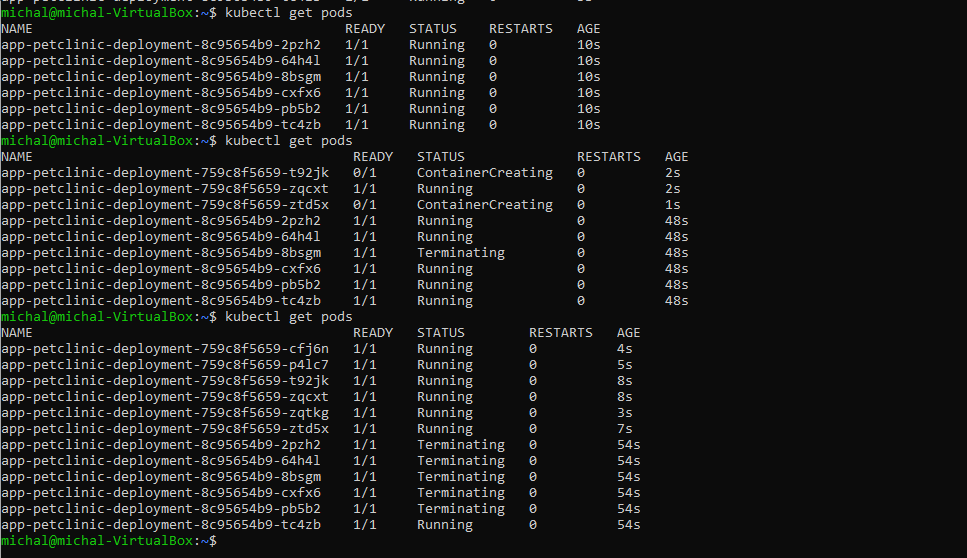 michal@michal-VirtualBox:~$ kubectl get pods
NAME READY STATUS RESTARTS AGE
app-petclinic-deployment-8c95654b9-2pzh2 1/1 Running 0 10s
app-petclinic-deployment-8c95654b9-64h4l 1/1 Running 0 10s
app-petclinic-deployment-8c95654b9-8bsgm 1/1 Running 0 10s
app-petclinic-deployment-8c95654b9-cxfx6 1/1 Running 0 10s
app-petclinic-deployment-8c95654b9-pb5b2 1/1 Running 0 10s
app-petclinic-deployment-8c95654b9-tc4zb 1/1 Running 0 10s
michal@michal-VirtualBox:~$ kubectl get pods
NAME READY STATUS RESTARTS AGE
app-petclinic-deployment-759c8f5659-t92jk 0/1 ContainerCreating 0 2s
app-petclinic-deployment-759c8f5659-zqcxt 1/1 Running 0 2s
app-petclinic-deployment-759c8f5659-ztd5x 0/1 ContainerCreating 0 1s
app-petclinic-deployment-8c95654b9-2pzh2 1/1 Running 0 48s
app-petclinic-deployment-8c95654b9-64h4l 1/1 Running 0 48s
app-petclinic-deployment-8c95654b9-8bsgm 1/1 Terminating 0 48s
app-petclinic-deployment-8c95654b9-cxfx6 1/1 Running 0 48s
app-petclinic-deployment-8c95654b9-pb5b2 1/1 Running 0 48s
app-petclinic-deployment-8c95654b9-tc4zb 1/1 Running 0 48s
michal@michal-VirtualBox:~$ kubectl get pods
NAME READY STATUS RESTARTS AGE
app-petclinic-deployment-759c8f5659-cfj6n 1/1 Running 0 4s
app-petclinic-deployment-759c8f5659-p4lc7 1/1 Running 0 5s
app-petclinic-deployment-759c8f5659-t92jk 1/1 Running 0 8s
app-petclinic-deployment-759c8f5659-zqcxt 1/1 Running 0 8s
app-petclinic-deployment-759c8f5659-zqtkg 1/1 Running 0 3s
app-petclinic-deployment-759c8f5659-ztd5x 1/1 Running 0 7s
app-petclinic-deployment-8c95654b9-2pzh2 1/1 Terminating 0 54s
app-petclinic-deployment-8c95654b9-64h4l 1/1 Terminating 0 54s
app-petclinic-deployment-8c95654b9-8bsgm 1/1 Terminating 0 54s
app-petclinic-deployment-8c95654b9-cxfx6 1/1 Terminating 0 54s
app-petclinic-deployment-8c95654b9-pb5b2 1/1 Terminating 0 54s
app-petclinic-deployment-8c95654b9-tc4zb 1/1 Running 0 54s
michal@michal-VirtualBox:~$